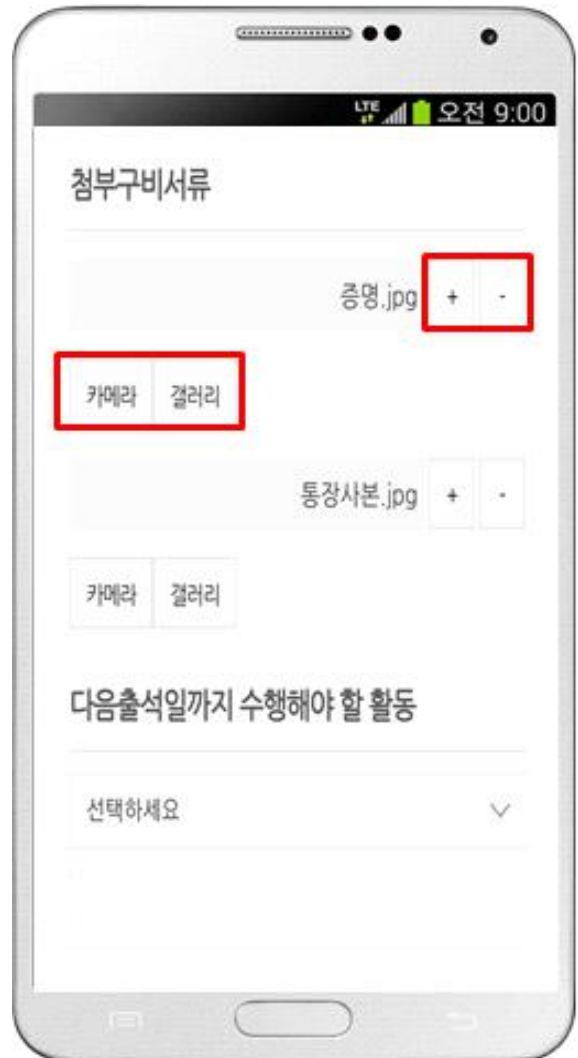 LTE 오전 9:00
첨부구비서류
증명.jpg + -
카메라 갤러리
통장사본.jpg + -
카메라 갤러리
다음출석일까지 수행해야 할 활동
선택하세요